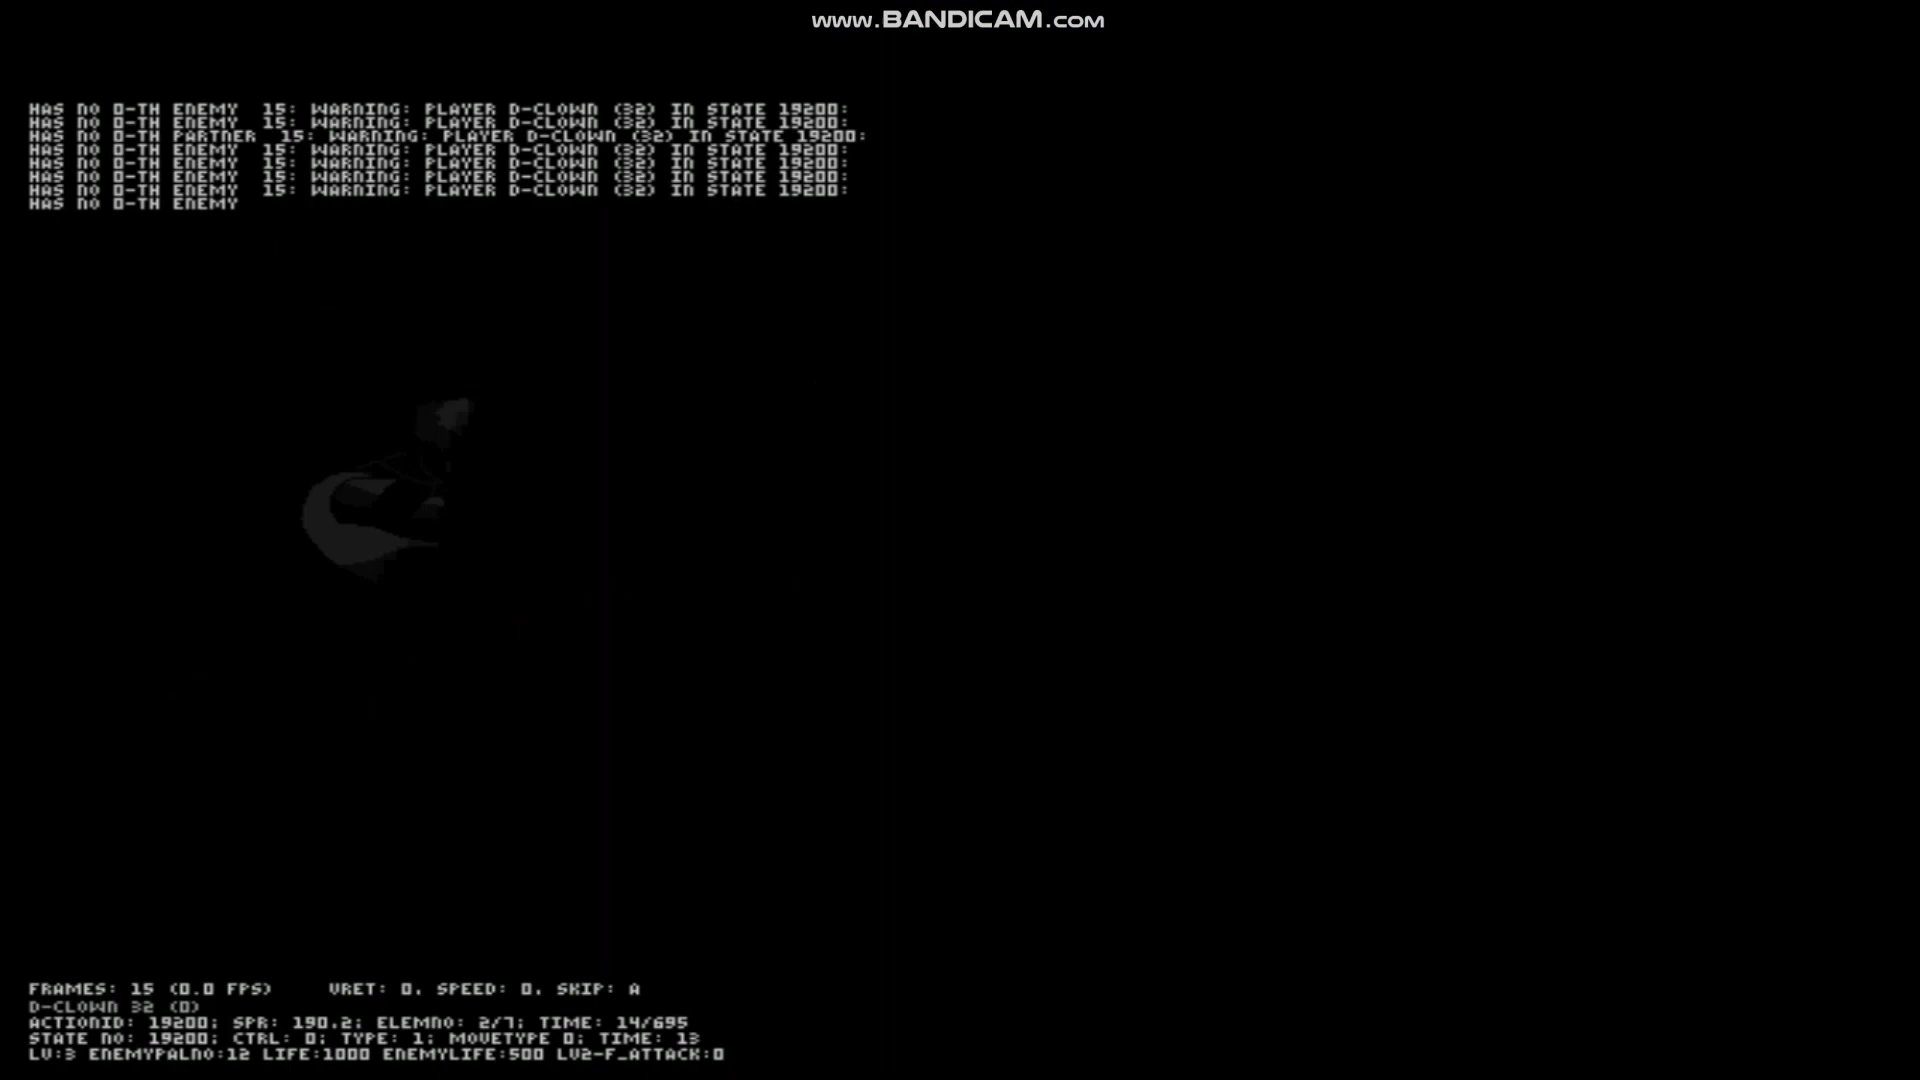 www.BANDICAM.com
HAS NO 0-TH ENEMY  15: WARNING: PLAYER D-CLOWN (32) IN STATE 19200:
HAS NO 0-TH ENEMY  15: WARNING: PLAYER D-CLOWN (32) IN STATE 19200:
HAS NO 0-TH PARTNER  15: WARNING: PLAYER D-CLOWN (32) IN STATE 19200:
HAS NO 0-TH ENEMY  15: WARNING: PLAYER D-CLOWN (32) IN STATE 19200:
HAS NO 0-TH ENEMY  15: WARNING: PLAYER D-CLOWN (32) IN STATE 19200:
HAS NO 0-TH ENEMY  15: WARNING: PLAYER D-CLOWN (32) IN STATE 19200:
HAS NO 0-TH ENEMY  15: WARNING: PLAYER D-CLOWN (32) IN STATE 19200:
HAS NO 0-TH ENEMY
FRAMES: 15 (0.0 FPS)     VRET: 0. SPEED: 0. SKIP: A
D-CLOWN 32 (0)
ACTIONID: 19200; SPR: 190.2; ELEMNO: 2/7; TIME: 14/695
STATE NO: 19200; CTRL: 0; TYPE: 1; MOVETYPE 0; TIME: 13
LV:3 ENEMYPALNO:12 LIFE:1000 ENEMYLIFE:500 LV2-F_ATTACK:0